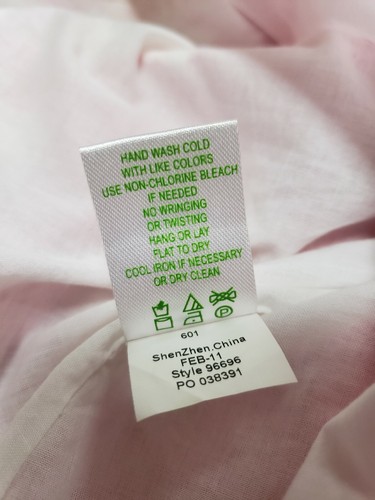 HAND WASH COLD
WITH LIKE COLORS
USE NON-CHLORINE BLEACH
IF NEEDED
NO WRINGING
OR TWISTING
HANG OR LAY
FLAT TO DRY
COOL IRON IF NECESSARY
OR DRY CLEAN
P
601
ShenZhen.China
FEB-11
Style 96696
PO 038391